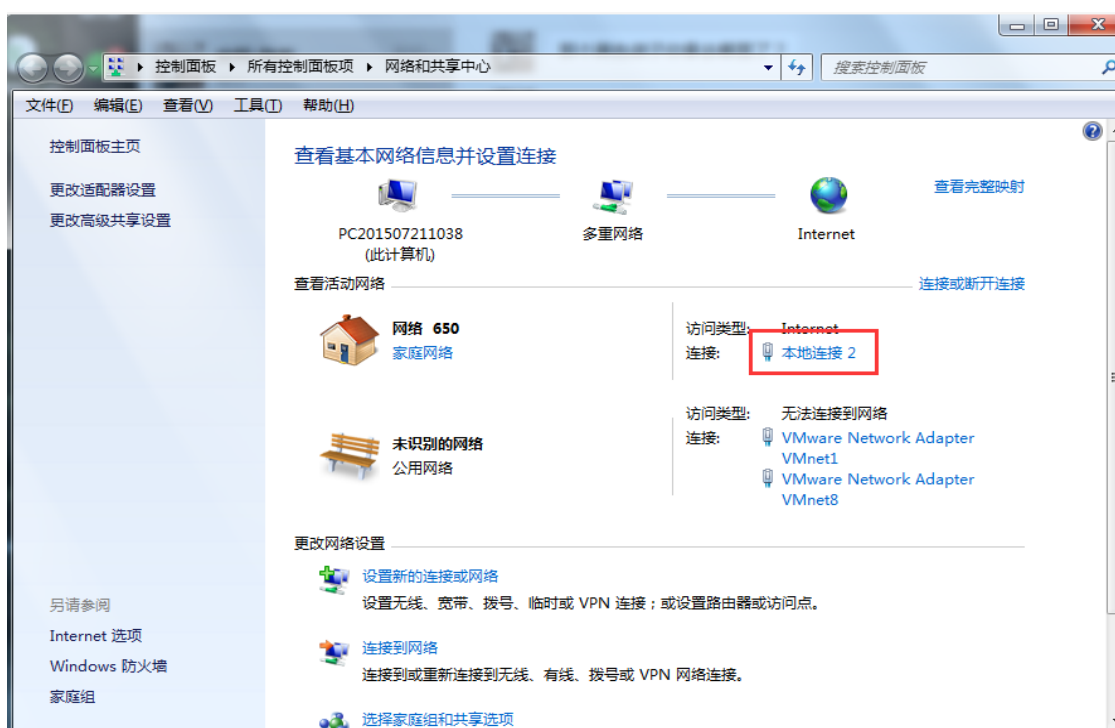 控制面板 ▸ 所有控制面板项 ▸ 网络和共享中心
搜索控制面板
文件(F) 编辑(E) 查看(V) 工具(T) 帮助(H)
控制面板主页
更改适配器设置
更改高级共享设置
另请参阅
Internet 选项
Windows 防火墙
家庭组
查看基本网络信息并设置连接
查看完整映射
PC201507211038
(此计算机)
多重网络
Internet
查看活动网络
连接或断开连接
网络 650
家庭网络
访问类型: Internet
连接: 本地连接 2
未识别的网络
公用网络
访问类型: 无法连接到网络
连接: VMware Network Adapter
VMnet1
VMware Network Adapter
VMnet8
更改网络设置
设置新的连接或网络
设置无线、宽带、拨号、临时或 VPN 连接；或设置路由器或访问点。
连接到网络
连接到或重新连接到无线、有线、拨号或 VPN 网络连接。
选择家庭组和共享选项